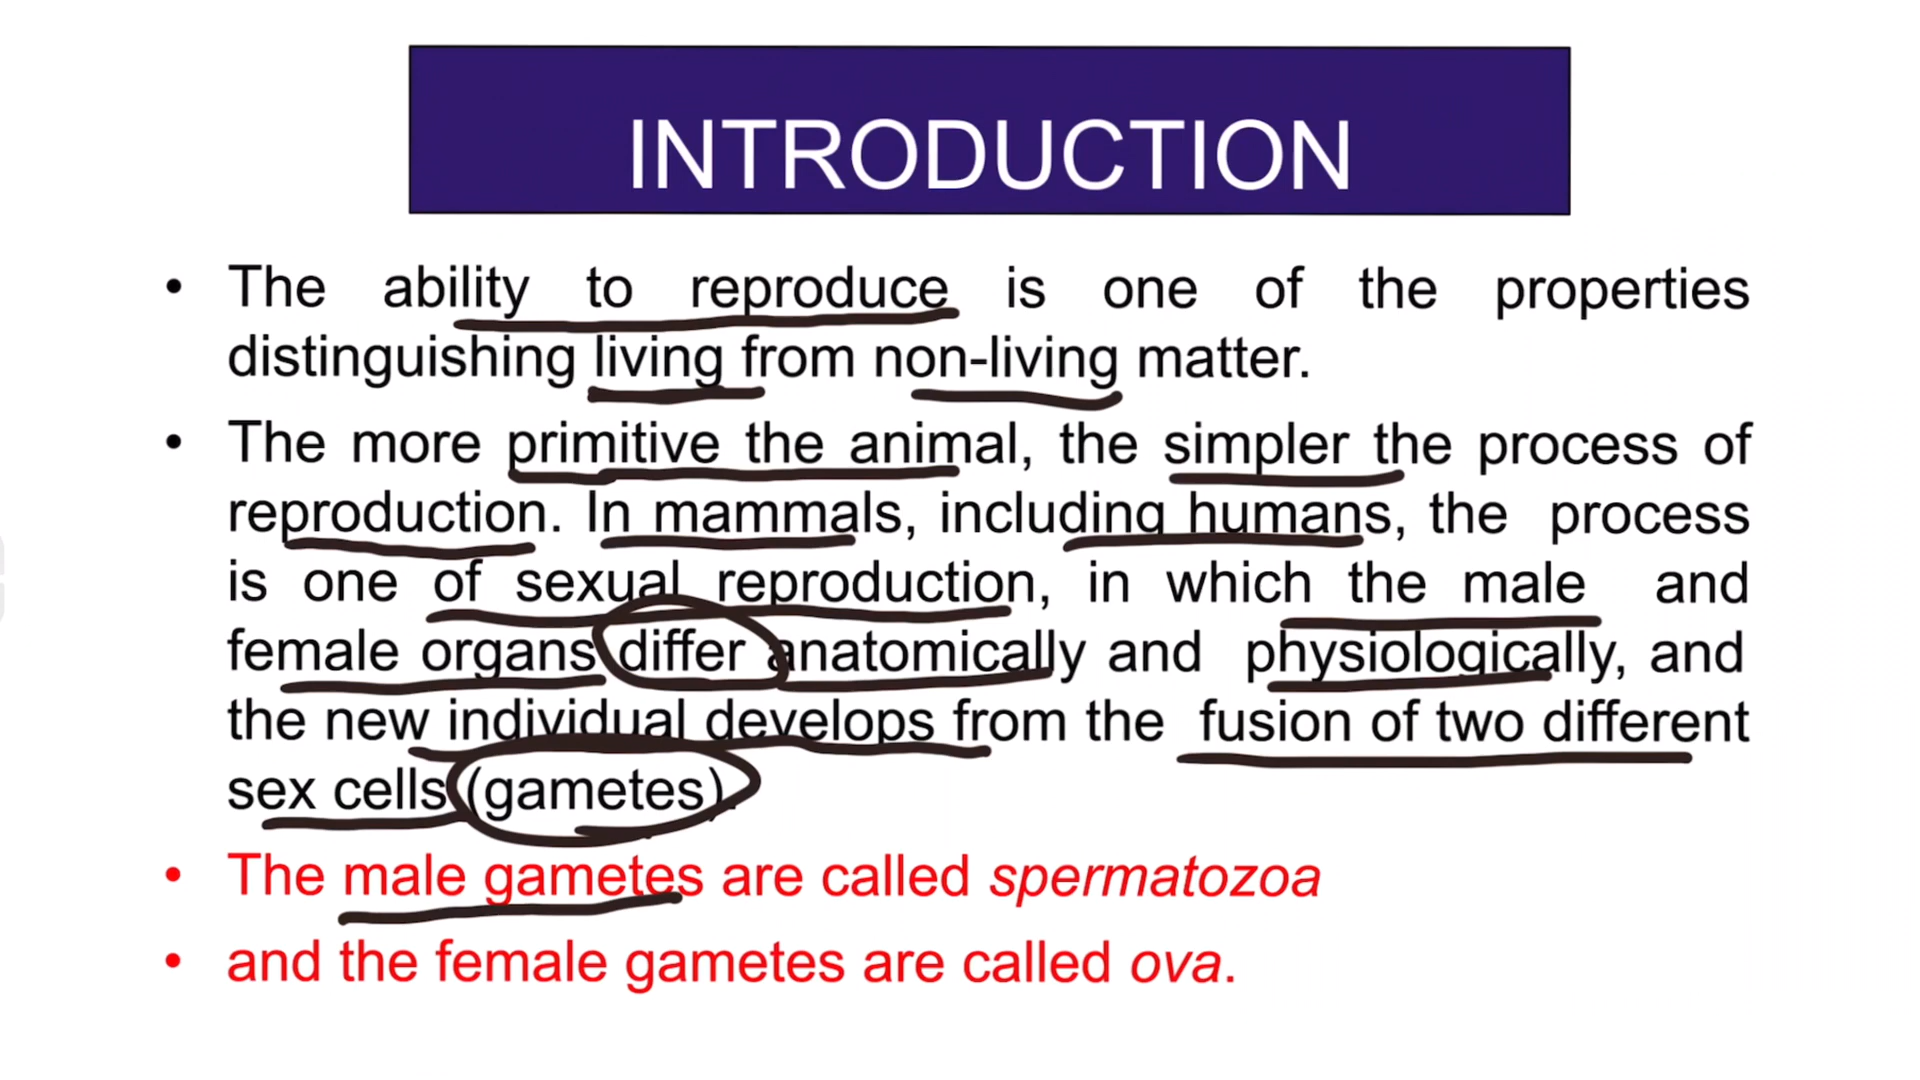 INTRODUCTION
• The ability to reproduce is one of the properties
distinguishing living from non-living matter.
• The more primitive the animal, the simpler the process of
reproduction. In mammals, including humans, the process
is one of sexual reproduction, in which the male and
female organs differ anatomically and physiologically, and
the new individual develops from the fusion of two different
sex cells (gametes).
• The male gametes are called spermatozoa
• and the female gametes are called ova.